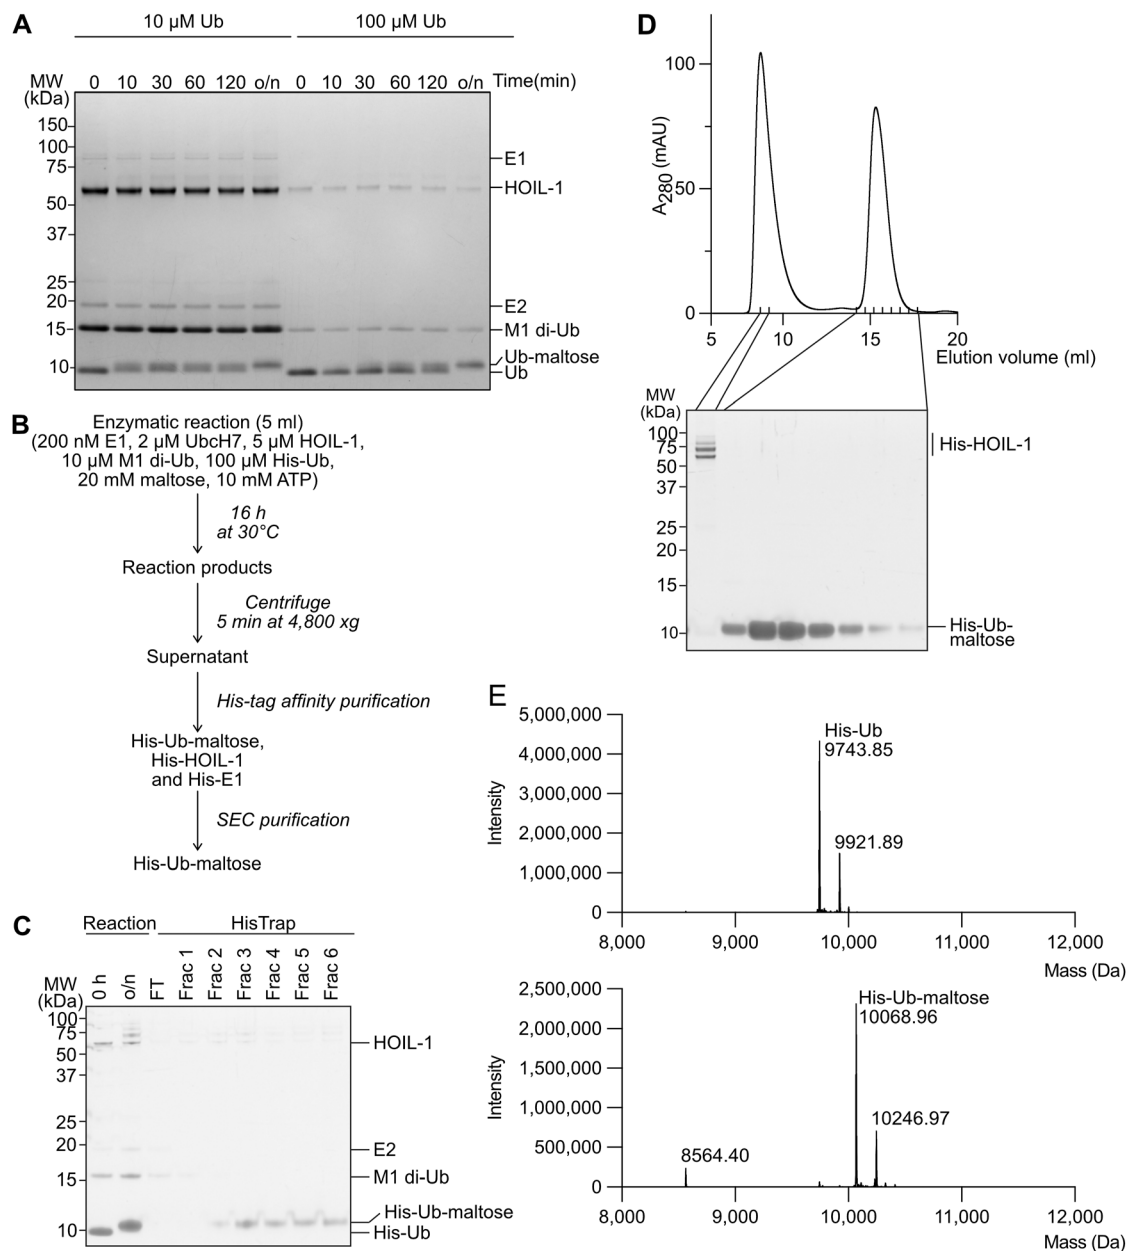 A
10 µM Ub
100 µM Ub
MW
(kDa)
0 10 30 60 120 o/n 0 10 30 60 120 o/n Time(min)
150
100
75
50
37
25
20
15
10
E1
HOIL-1
E2
M1 di-Ub
Ub-maltose
Ub
B
Enzymatic reaction (5 ml)
(200 nM E1, 2 µM UbcH7, 5 µM HOIL-1,
10 µM M1 di-Ub, 100 µM His-Ub,
20 mM maltose, 10 mM ATP)
16 h
at 30°C
Reaction products
Centrifuge
5 min at 4,800 xg
Supernatant
His-tag affinity purification
His-Ub-maltose,
His-HOIL-1
and His-E1
SEC purification
His-Ub-maltose
C
Reaction
HisTrap
MW
(kDa)
0 h
o/n
FT
Frac 1
Frac 2
Frac 3
Frac 4
Frac 5
Frac 6
100
75
50
37
25
20
15
10
HOIL-1
E2
M1 di-Ub
His-Ub-maltose
His-Ub
D
A280 (mAU)
100
50
0
5 10 15 20
Elution volume (ml)
MW
(kDa)
100
75
50
37
25
20
15
10
His-HOIL-1
His-Ub-
maltose
E
Intensity
5,000,000
4,000,000
3,000,000
2,000,000
1,000,000
0
His-Ub
9743.85
9921.89
8,000 9,000 10,000 11,000 12,000
Mass (Da)
Intensity
2,500,000
2,000,000
1,500,000
1,000,000
500,000
0
His-Ub-maltose
10068.96
10246.97
8564.40
8,000 9,000 10,000 11,000 12,000
Mass (Da)